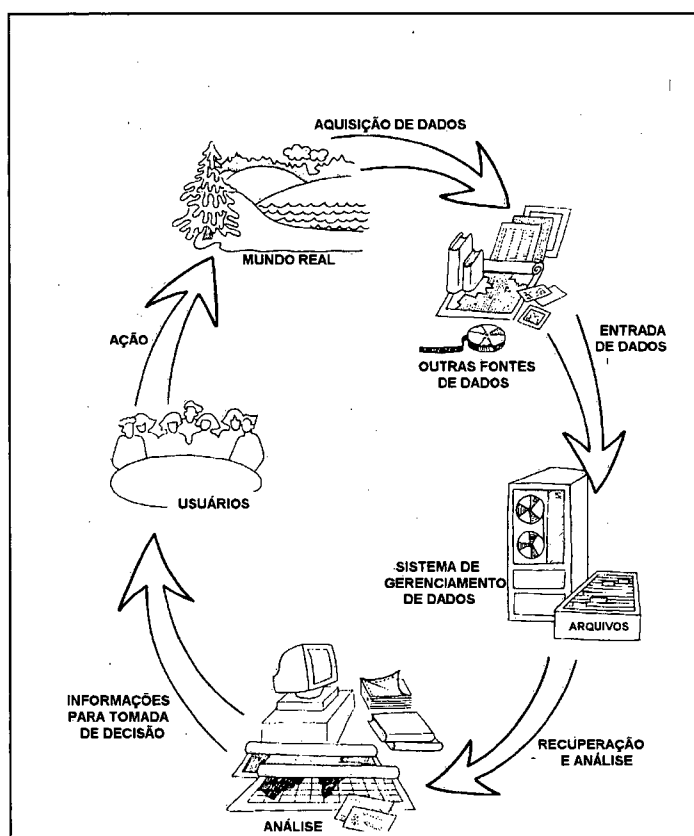 AQUISIÇÃO DE DADOS
MUNDO REAL
ENTRADA
DE DADOS
OUTRAS FONTES
DE DADOS
AÇÃO
USUÁRIOS
SISTEMA DE
GERENCIAMENTO
DE DADOS
ARQUIVOS
INFORMAÇÕES
PARA TOMADA
DE DECISÃO
RECUPERAÇÃO
E ANÁLISE
ANÁLISE